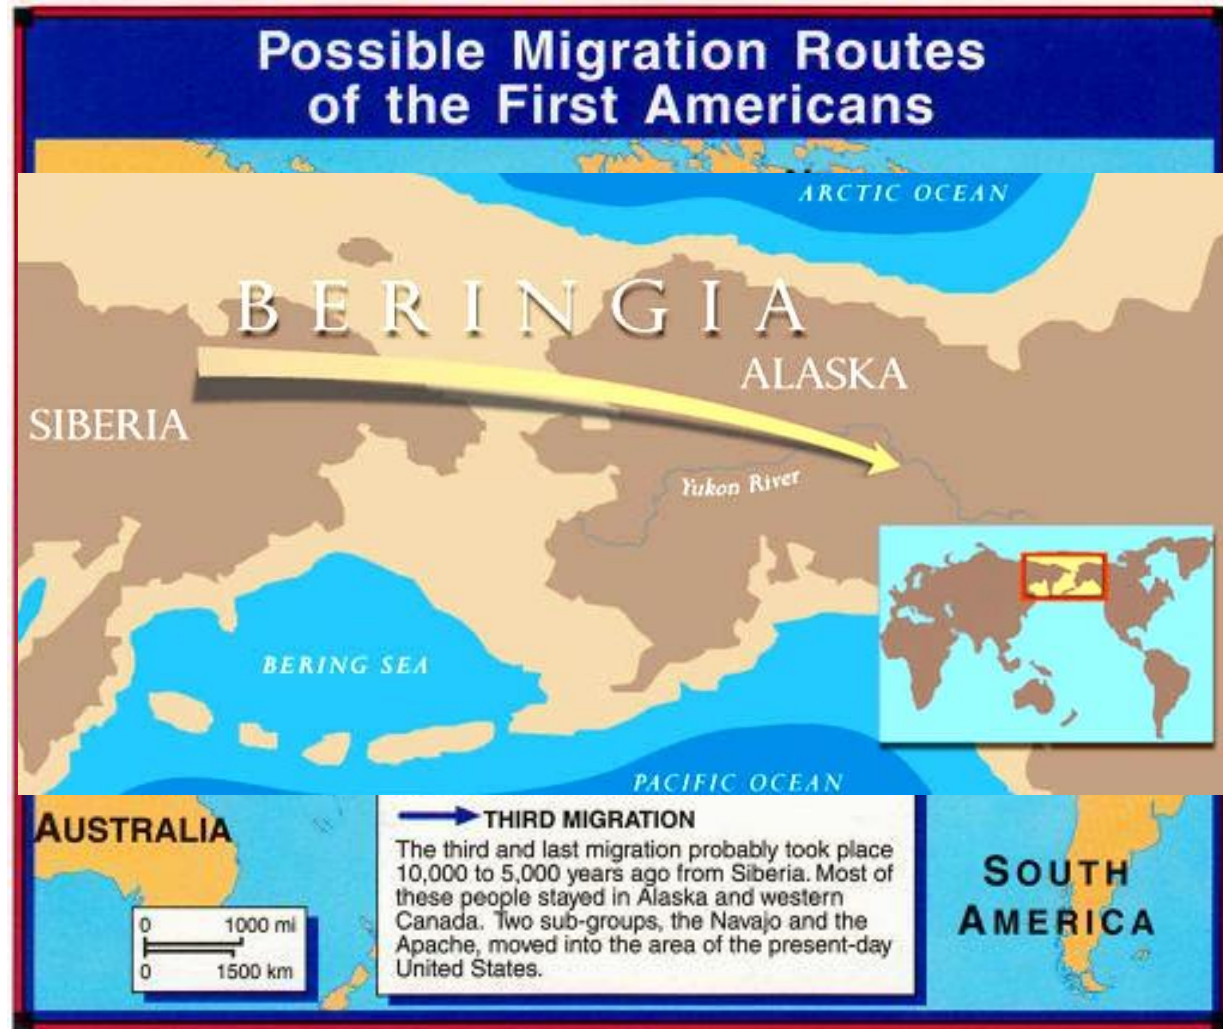 Possible Migration Routes
of the First Americans
ARCTIC OCEAN
BERINGIA
ALASKA
SIBERIA
Yukon River
BERING SEA
PACIFIC OCEAN
AUSTRALIA
THIRD MIGRATION
The third and last migration probably took place
10,000 to 5,000 years ago from Siberia. Most of
these people stayed in Alaska and western
Canada. Two sub-groups, the Navajo and the
Apache, moved into the area of the present-day
United States.
0 1000 mi
0 1500 km
SOUTH
AMERICA